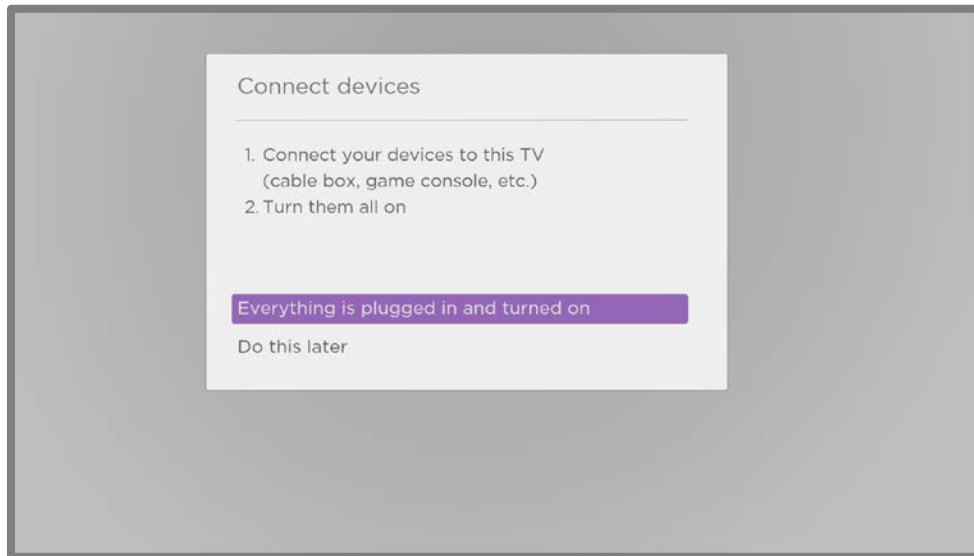 Connect devices
1. Connect your devices to this TV
(cable box, game console, etc.)
2. Turn them all on
Everything is plugged in and turned on
Do this later